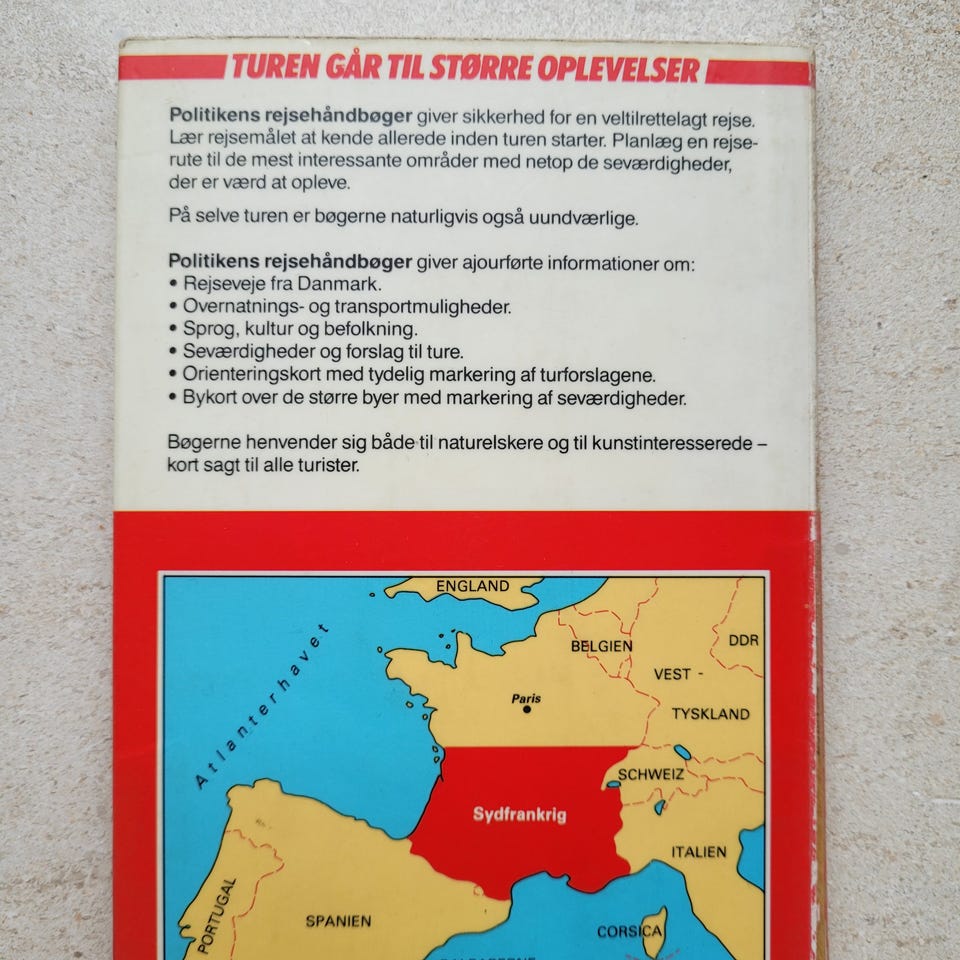 TUREN GÅR TIL STØRRE OPLEVELSER
Politikens rejsehåndbøger giver sikkerhed for en veltilrettelagt rejse.
Lær rejsemålet at kende allerede inden turen starter. Planlæg en rejse-
rute til de mest interessante områder med netop de seværdigheder,
der er værd at opleve.
På selve turen er bøgerne naturligvis også uundværlige.
Politikens rejsehåndbøger giver ajourførte informationer om:
• Rejseveje fra Danmark.
• Overnatnings- og transportmuligheder.
• Sprog, kultur og befolkning.
• Seværdigheder og forslag til ture.
• Orienteringskort med tydelig markering af turforslagene.
• Bykort over de større byer med markering af seværdigheder.
Bøgerne henvender sig både til naturelskere og til kunstinteresserede –
kort sagt til alle turister.
ENGLAND
BELGIEN
DDR
VEST -
TYSKLAND
Paris
Atlanterhavet
SCHWEIZ
Sydfrankrig
ITALIEN
PORTUGAL
SPANIEN
CORSICA